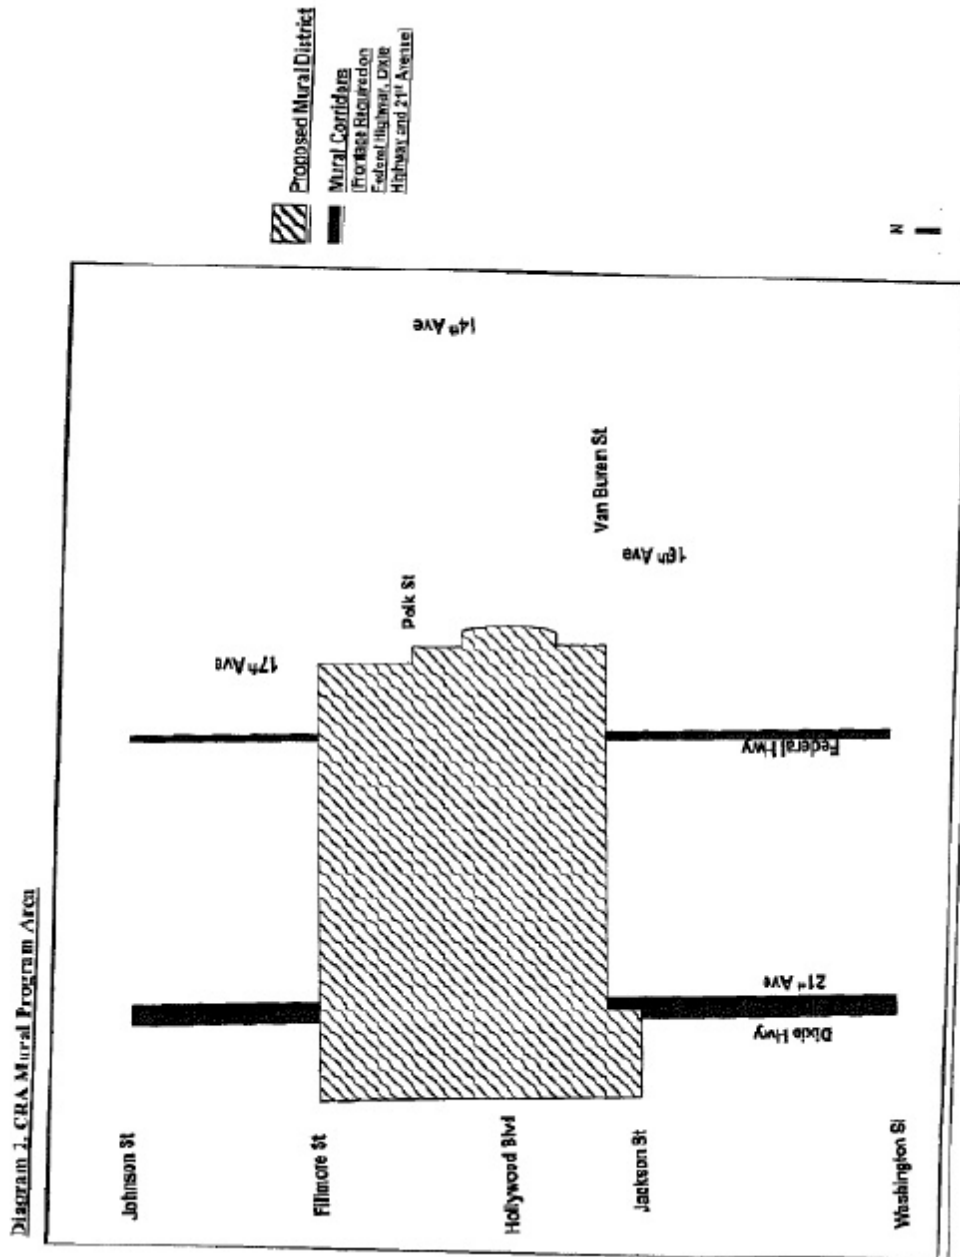 Diagram 2. CRA Mural Program Area
Proposed Mural District
Mural Corridors
(Frontage Required on
Federal Highway, Dixie
Highway and 21st Avenue)
Johnson St
Fillmore St
Hollywood Blvd
Jackson St
Washington St
17th Ave
Polk St
14th Ave
Van Buren St
16th Ave
Federal Hwy
21st Ave
Dixie Hwy
N